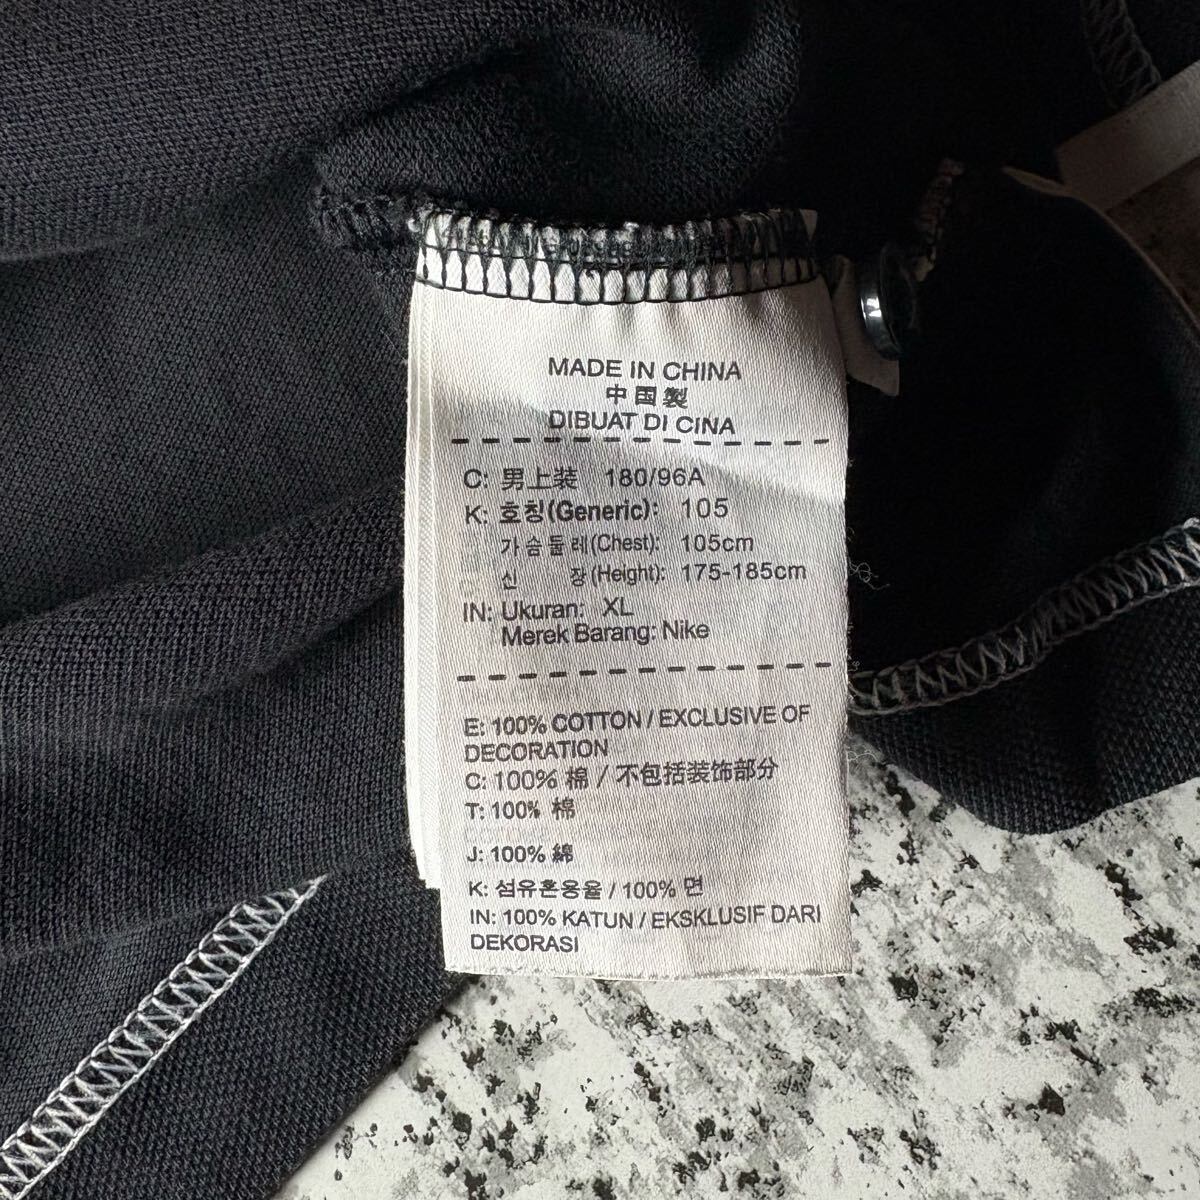 MADE IN CHINA
中国製
DIBUAT DI CINA
C: 男上装 180/96A
K: 호칭(Generic): 105
가슴둘레(Chest): 105cm
신 장(Height): 175-185cm
IN: Ukuran: XL
Merek Barang: Nike
E: 100% COTTON / EXCLUSIVE OF
DECORATION
C: 100% 棉 / 不包括装饰部分
T: 100% 棉
J: 100% 綿
K: 섬유혼용율 / 100% 면
IN: 100% KATUN / EKSKLUSIF DARI
DEKORASI